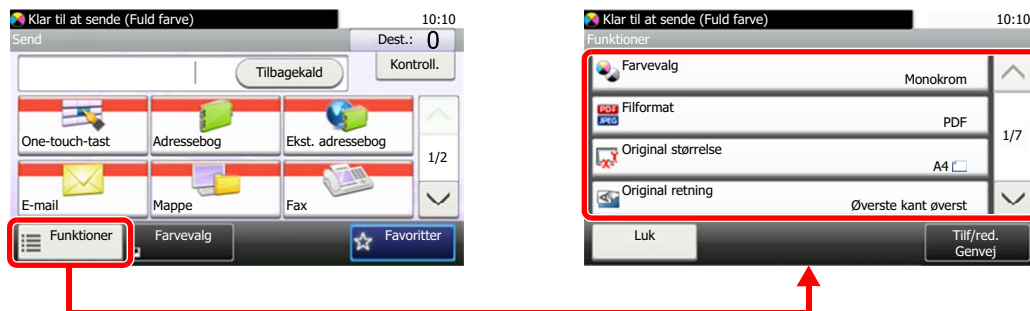 Klar til at sende (Fuld farve) 10:10
Send Dest.: 0
Tilbagekald Kontroll.
One-touch-tast Adressebog Ekst. adressebog
1/2
E-mail Mappe Fax
Funktioner Farvevalg Favoritter
Klar til at sende (Fuld farve) 10:10
Funktioner
Farvevalg
Monokrom
PDF
JPEG
Filformat
PDF
1/7
Original størrelse
A4
Original retning
Øverste kant øverst
Luk Tilf/red.
Genvej